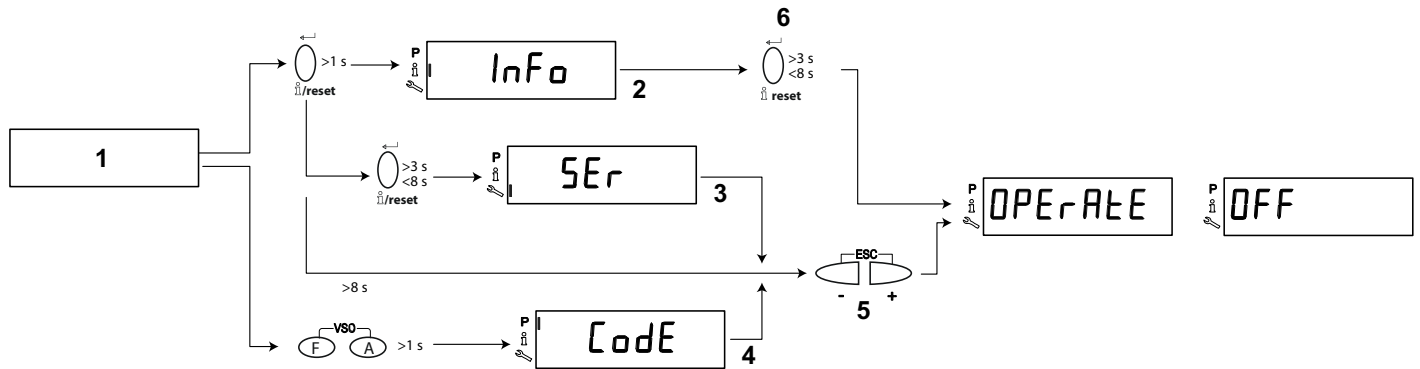 6
>1 s
i/reset
P
i
InFo
2
>3 s
<8 s
i reset
1
>3 s
<8 s
i/reset
P
i
SEr
3
P
i
OPErAtE
P
i
OFF
ESC
- +
5
>8 s
VSO
F A
>1 s
P
i
CodE
4